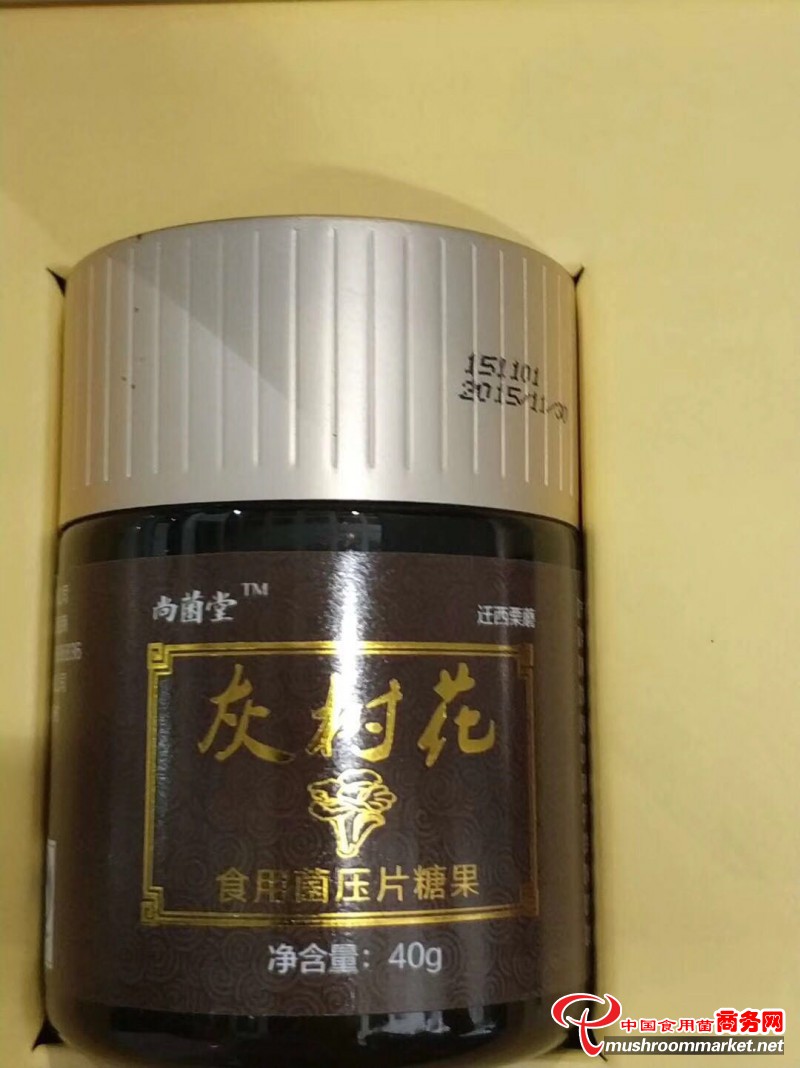 151101
2015/11/30
尚菌堂™
迁西栗蘑
灰树花
食用菌压片糖果
净含量：40g
中国食用菌商务网
mushroommarket.net